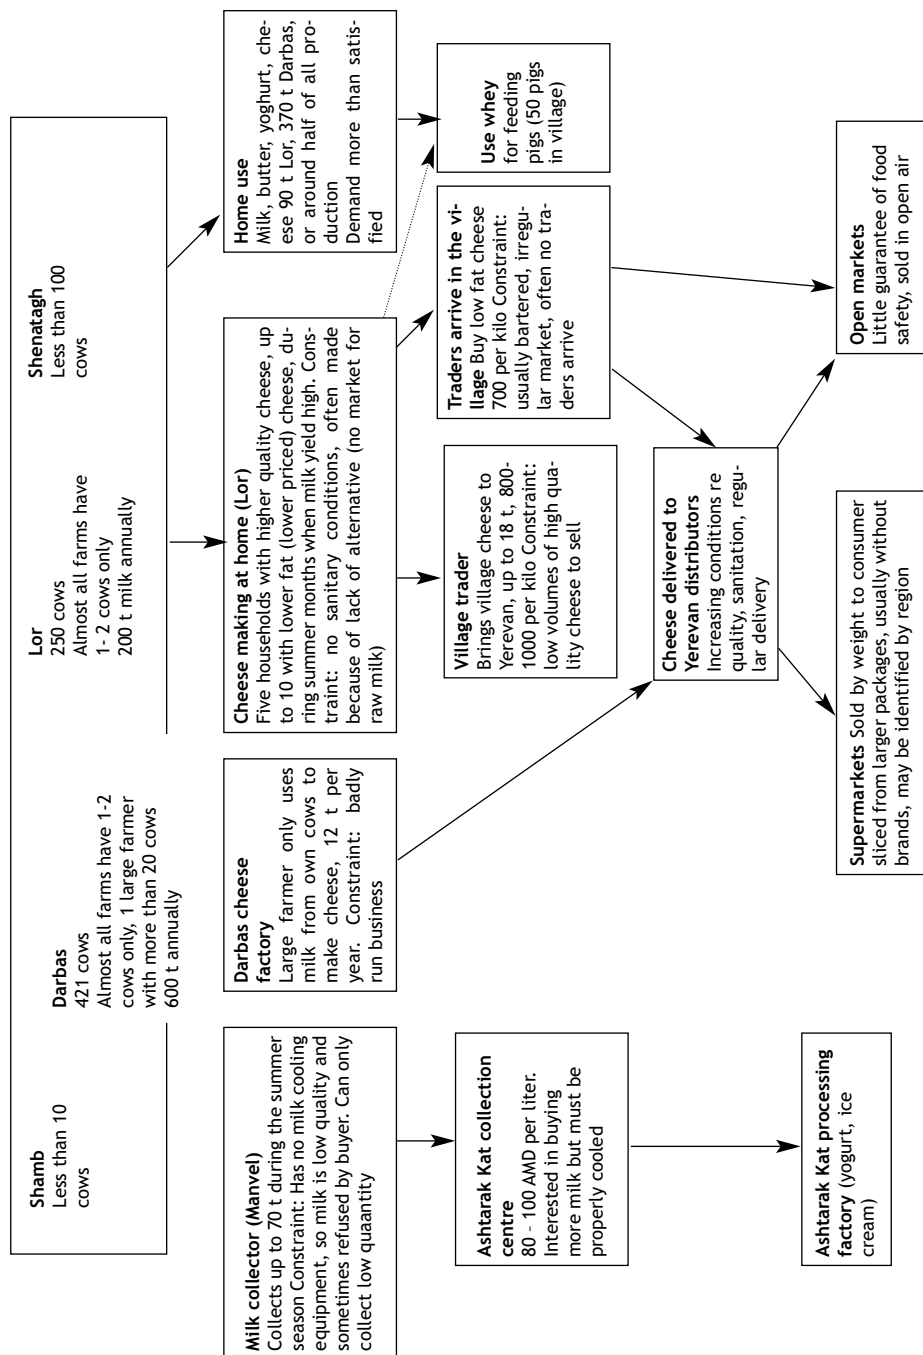 Shamb
Less than 10
cows
Darbas
421 cows
Almost all farms have 1-2
cows only, 1 large farmer
with more than 20 cows
600 t annually
Lor
250 cows
Almost all farms have
1- 2 cows only
200 t milk annually
Shenatagh
Less than 100
cows
Milk collector (Manvel)
Collects up to 70 t during the summer
season Constraint: Has no milk cooling
equipment, so milk is low quality and
sometimes refused by buyer. Can only
collect low quantity
Darbas cheese
factory
Large farmer only uses
milk from own cows to
make cheese, 12 t per
year. Constraint: badly
run business
Cheese making at home (Lor)
Five households with higher quality cheese, up
to 10 with lower fat (lower priced) cheese, du-
ring summer months when milk yield high. Cons-
traint: no sanitary conditions, often made
because of lack of alternative (no market for
raw milk)
Home use
Milk, butter, yoghurt, che-
ese 90 t Lor, 370 t Darbas,
or around half of all pro-
duction
Demand more than satis-
fied
Ashtarak Kat collection
centre
80 - 100 AMD per liter.
Interested in buying
more milk but must be
properly cooled
Village trader
Brings village cheese to
Yerevan, up to 18 t, 800-
1000 per kilo Constraint:
low volumes of high qua-
lity cheese to sell
Traders arrive in the vi-
llage Buy low fat cheese
700 per kilo Constraint:
usually bartered, irregu-
lar market, often no tra-
ders arrive
Use whey
for feeding
pigs (50 pigs
in village)
Cheese delivered to
Yerevan distributors
Increasing conditions re
quality, sanitation, regu-
lar delivery
Ashtarak Kat processing
factory (yogurt, ice
cream)
Supermarkets Sold by weight to consumer
sliced from larger packages, usually without
brands, may be identified by region
Open markets
Little guarantee of food
safety, sold in open air